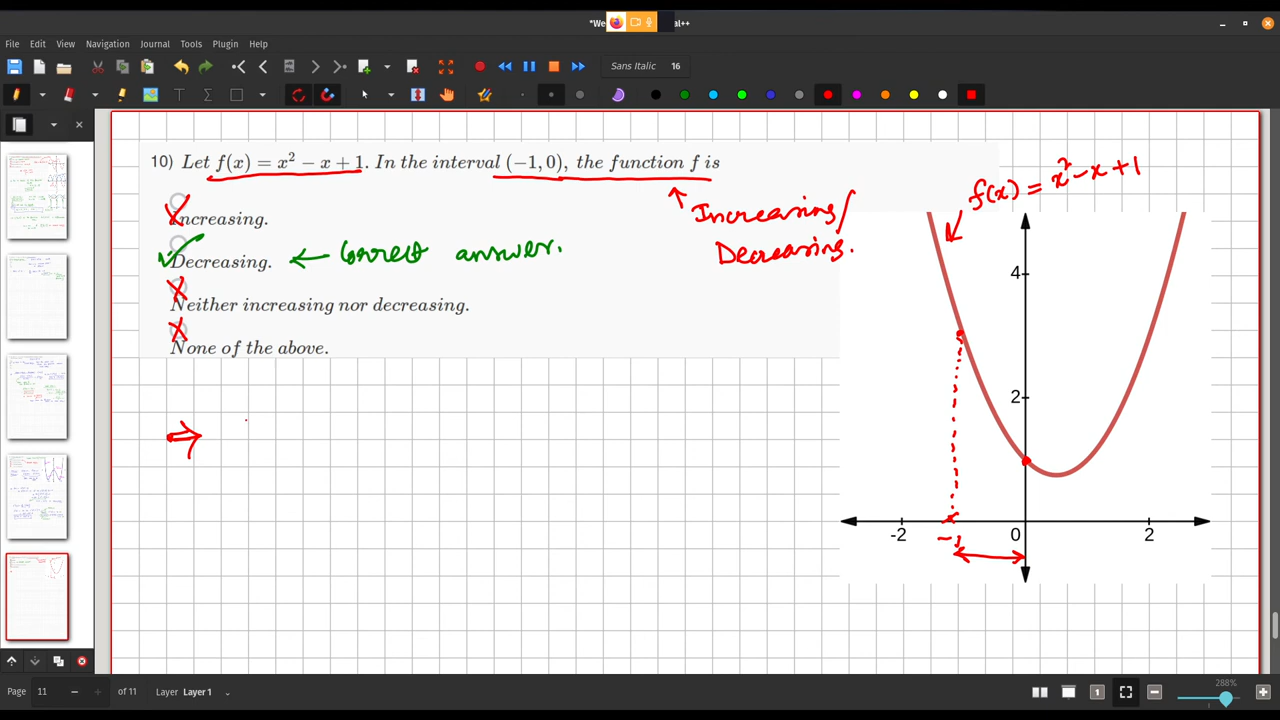 *We
al++
File Edit View Navigation Journal Tools Plugin Help
Sans Italic 16
10) Let f(x) = x² − x + 1. In the interval (−1, 0), the function f is
Increasing.
Decreasing.
Neither increasing nor decreasing.
None of the above.
← Correct answer.
Increasing/
Decreasing.
f(x) = x² − x + 1
4
2
-2 0 2
−1
⇒
Page 11 of 11 Layer Layer 1
288%
1